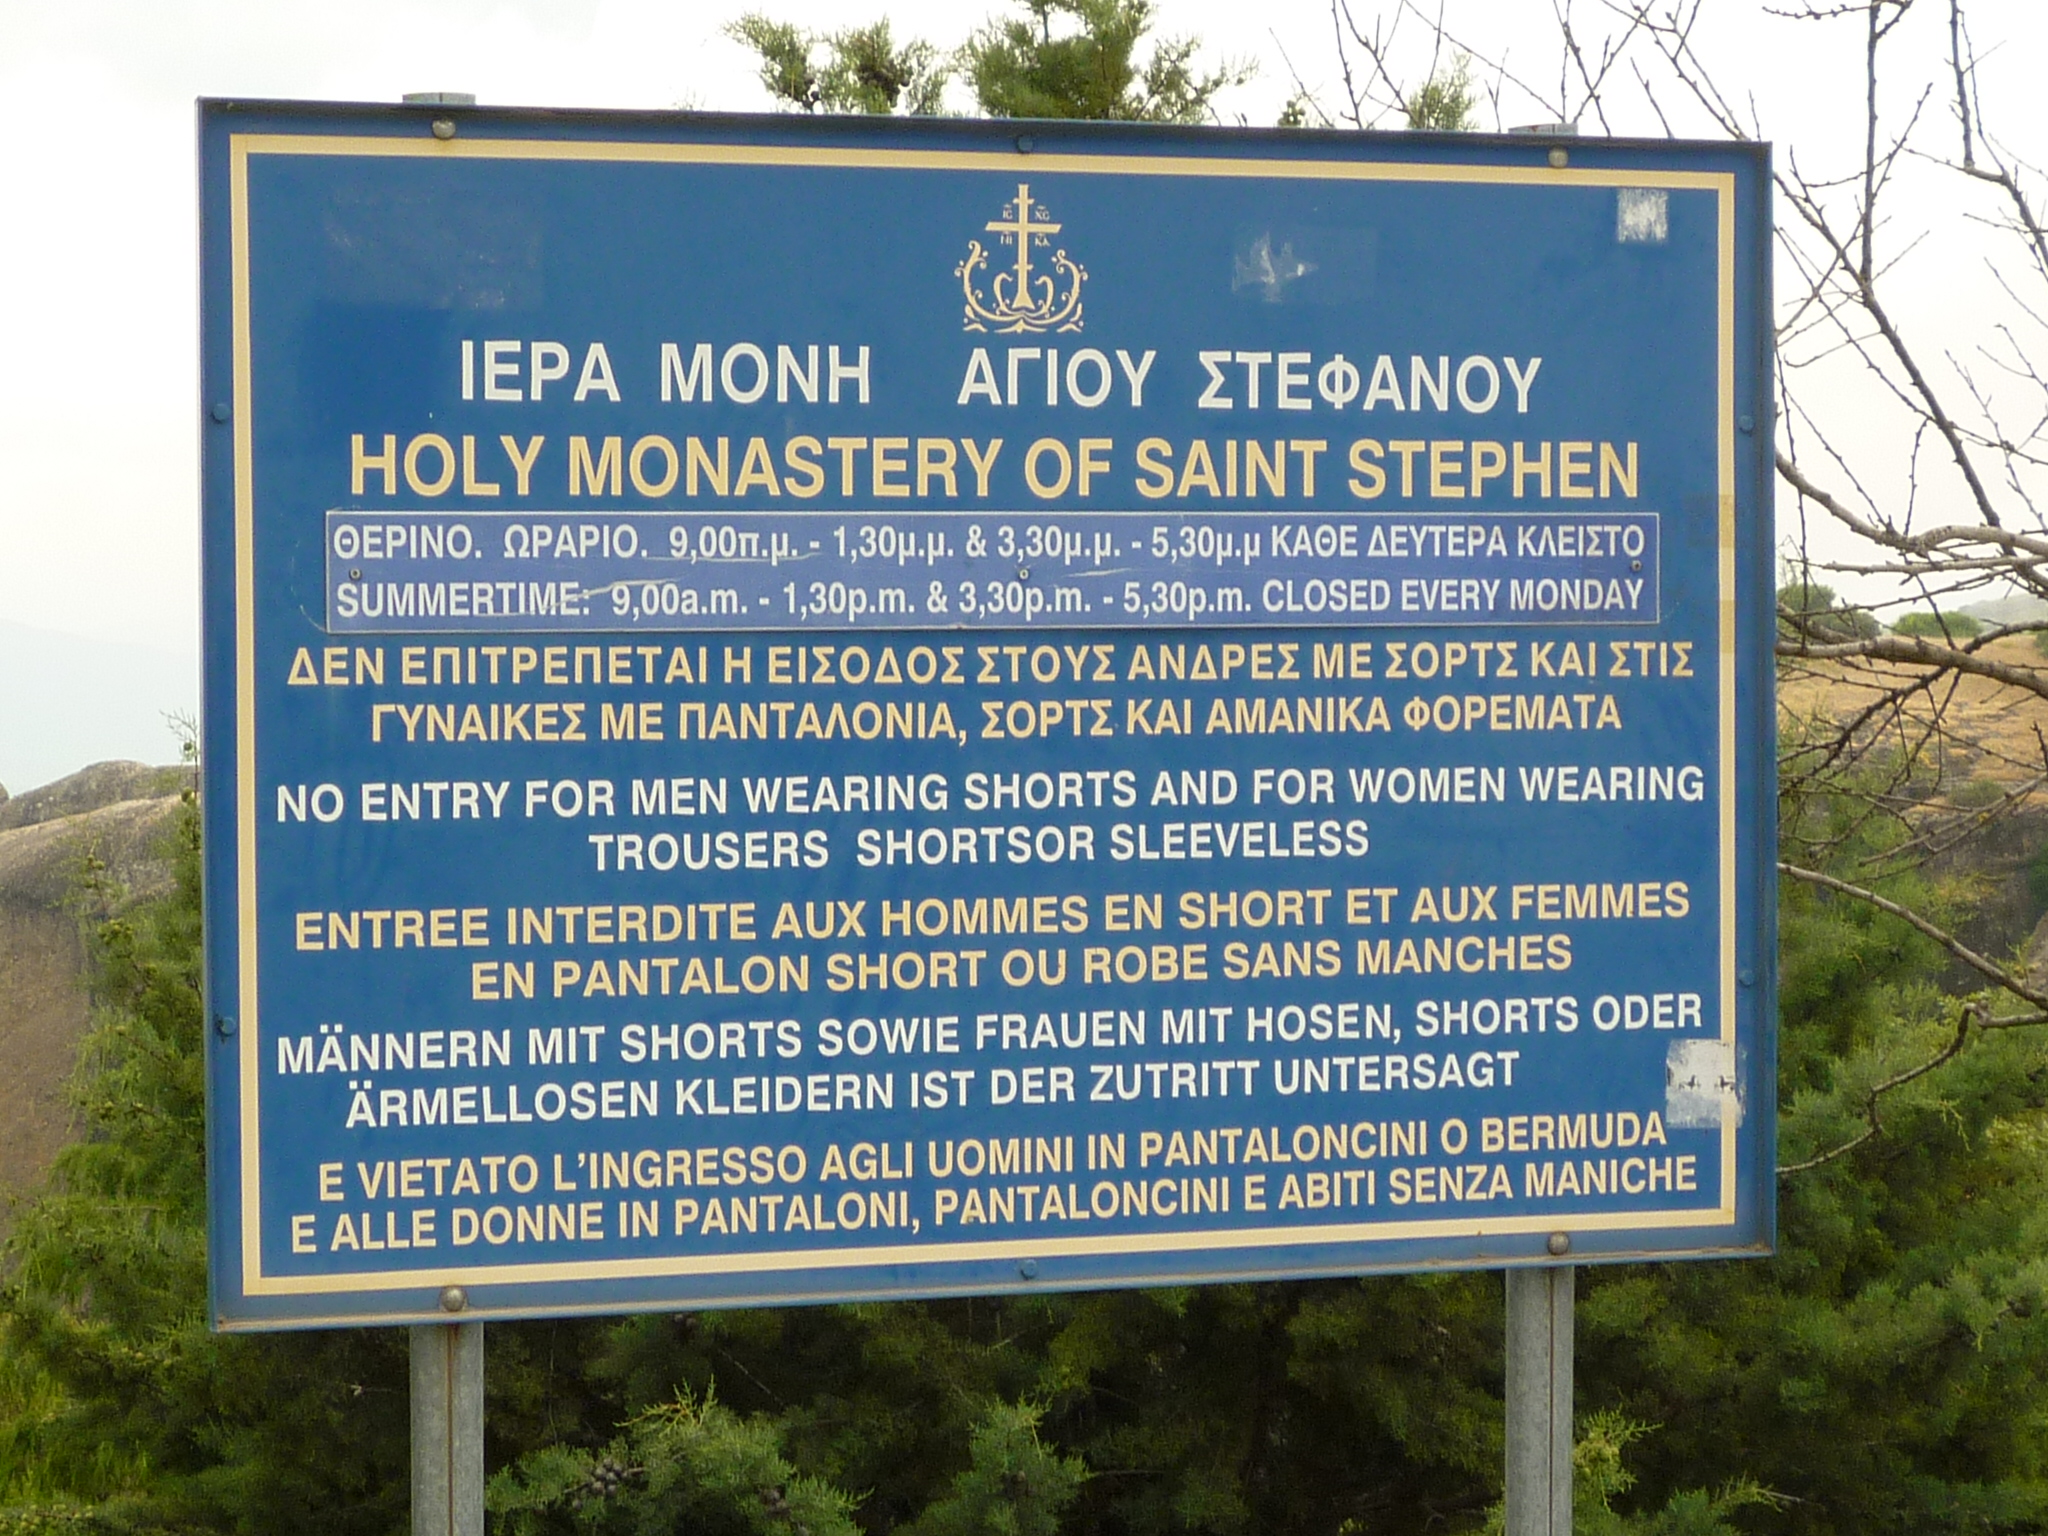 ΙϹ ΧϹ
ΝΙ ΚΑ
ΙΕΡΑ ΜΟΝΗ ΑΓΙΟΥ ΣΤΕΦΑΝΟΥ
HOLY MONASTERY OF SAINT STEPHEN
ΘΕΡΙΝΟ. ΩΡΑΡΙΟ. 9,00π.μ. - 1,30μ.μ. & 3,30μ.μ. - 5,30μ.μ ΚΑΘΕ ΔΕΥΤΕΡΑ ΚΛΕΙΣΤΟ
SUMMERTIME: 9,00a.m. - 1,30p.m. & 3,30p.m. - 5,30p.m. CLOSED EVERY MONDAY
ΔΕΝ ΕΠΙΤΡΕΠΕΤΑΙ Η ΕΙΣΟΔΟΣ ΣΤΟΥΣ ΑΝΔΡΕΣ ΜΕ ΣΟΡΤΣ ΚΑΙ ΣΤΙΣ
ΓΥΝΑΙΚΕΣ ΜΕ ΠΑΝΤΑΛΟΝΙΑ, ΣΟΡΤΣ ΚΑΙ ΑΜΑΝΙΚΑ ΦΟΡΕΜΑΤΑ
NO ENTRY FOR MEN WEARING SHORTS AND FOR WOMEN WEARING
TROUSERS SHORTSOR SLEEVELESS
ENTREE INTERDITE AUX HOMMES EN SHORT ET AUX FEMMES
EN PANTALON SHORT OU ROBE SANS MANCHES
MÄNNERN MIT SHORTS SOWIE FRAUEN MIT HOSEN, SHORTS ODER
ÄRMELLOSEN KLEIDERN IST DER ZUTRITT UNTERSAGT
E VIETATO L'INGRESSO AGLI UOMINI IN PANTALONCINI O BERMUDA
E ALLE DONNE IN PANTALONI, PANTALONCINI E ABITI SENZA MANICHE